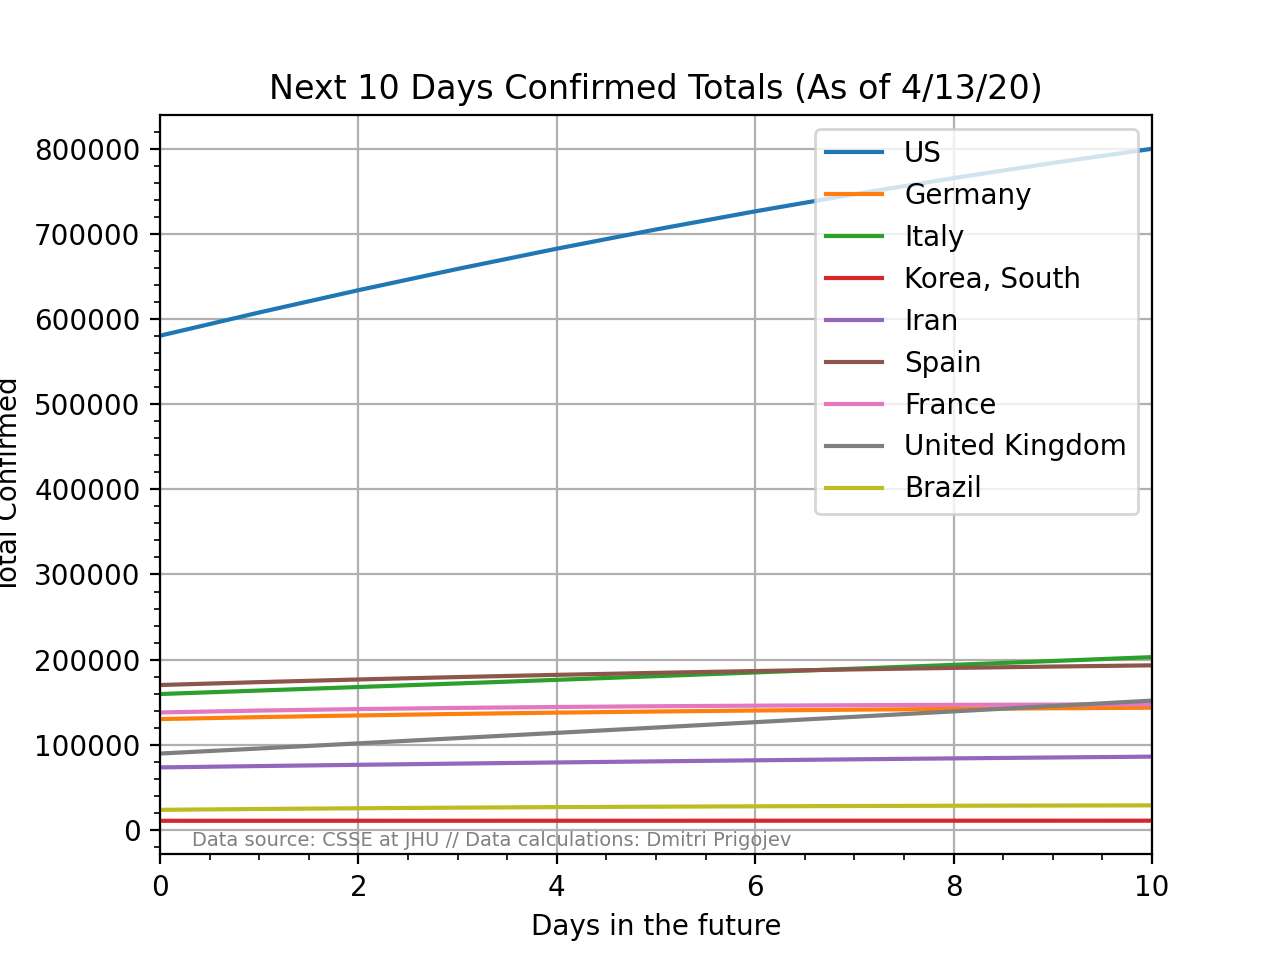 Next 10 Days Confirmed Totals (As of 4/13/20)
800000
700000
600000
500000
400000
300000
200000
100000
0
Total Confirmed
US
Germany
Italy
Korea, South
Iran
Spain
France
United Kingdom
Brazil
Data source: CSSE at JHU // Data calculations: Dmitri Prigojev
0 2 4 6 8 10
Days in the future